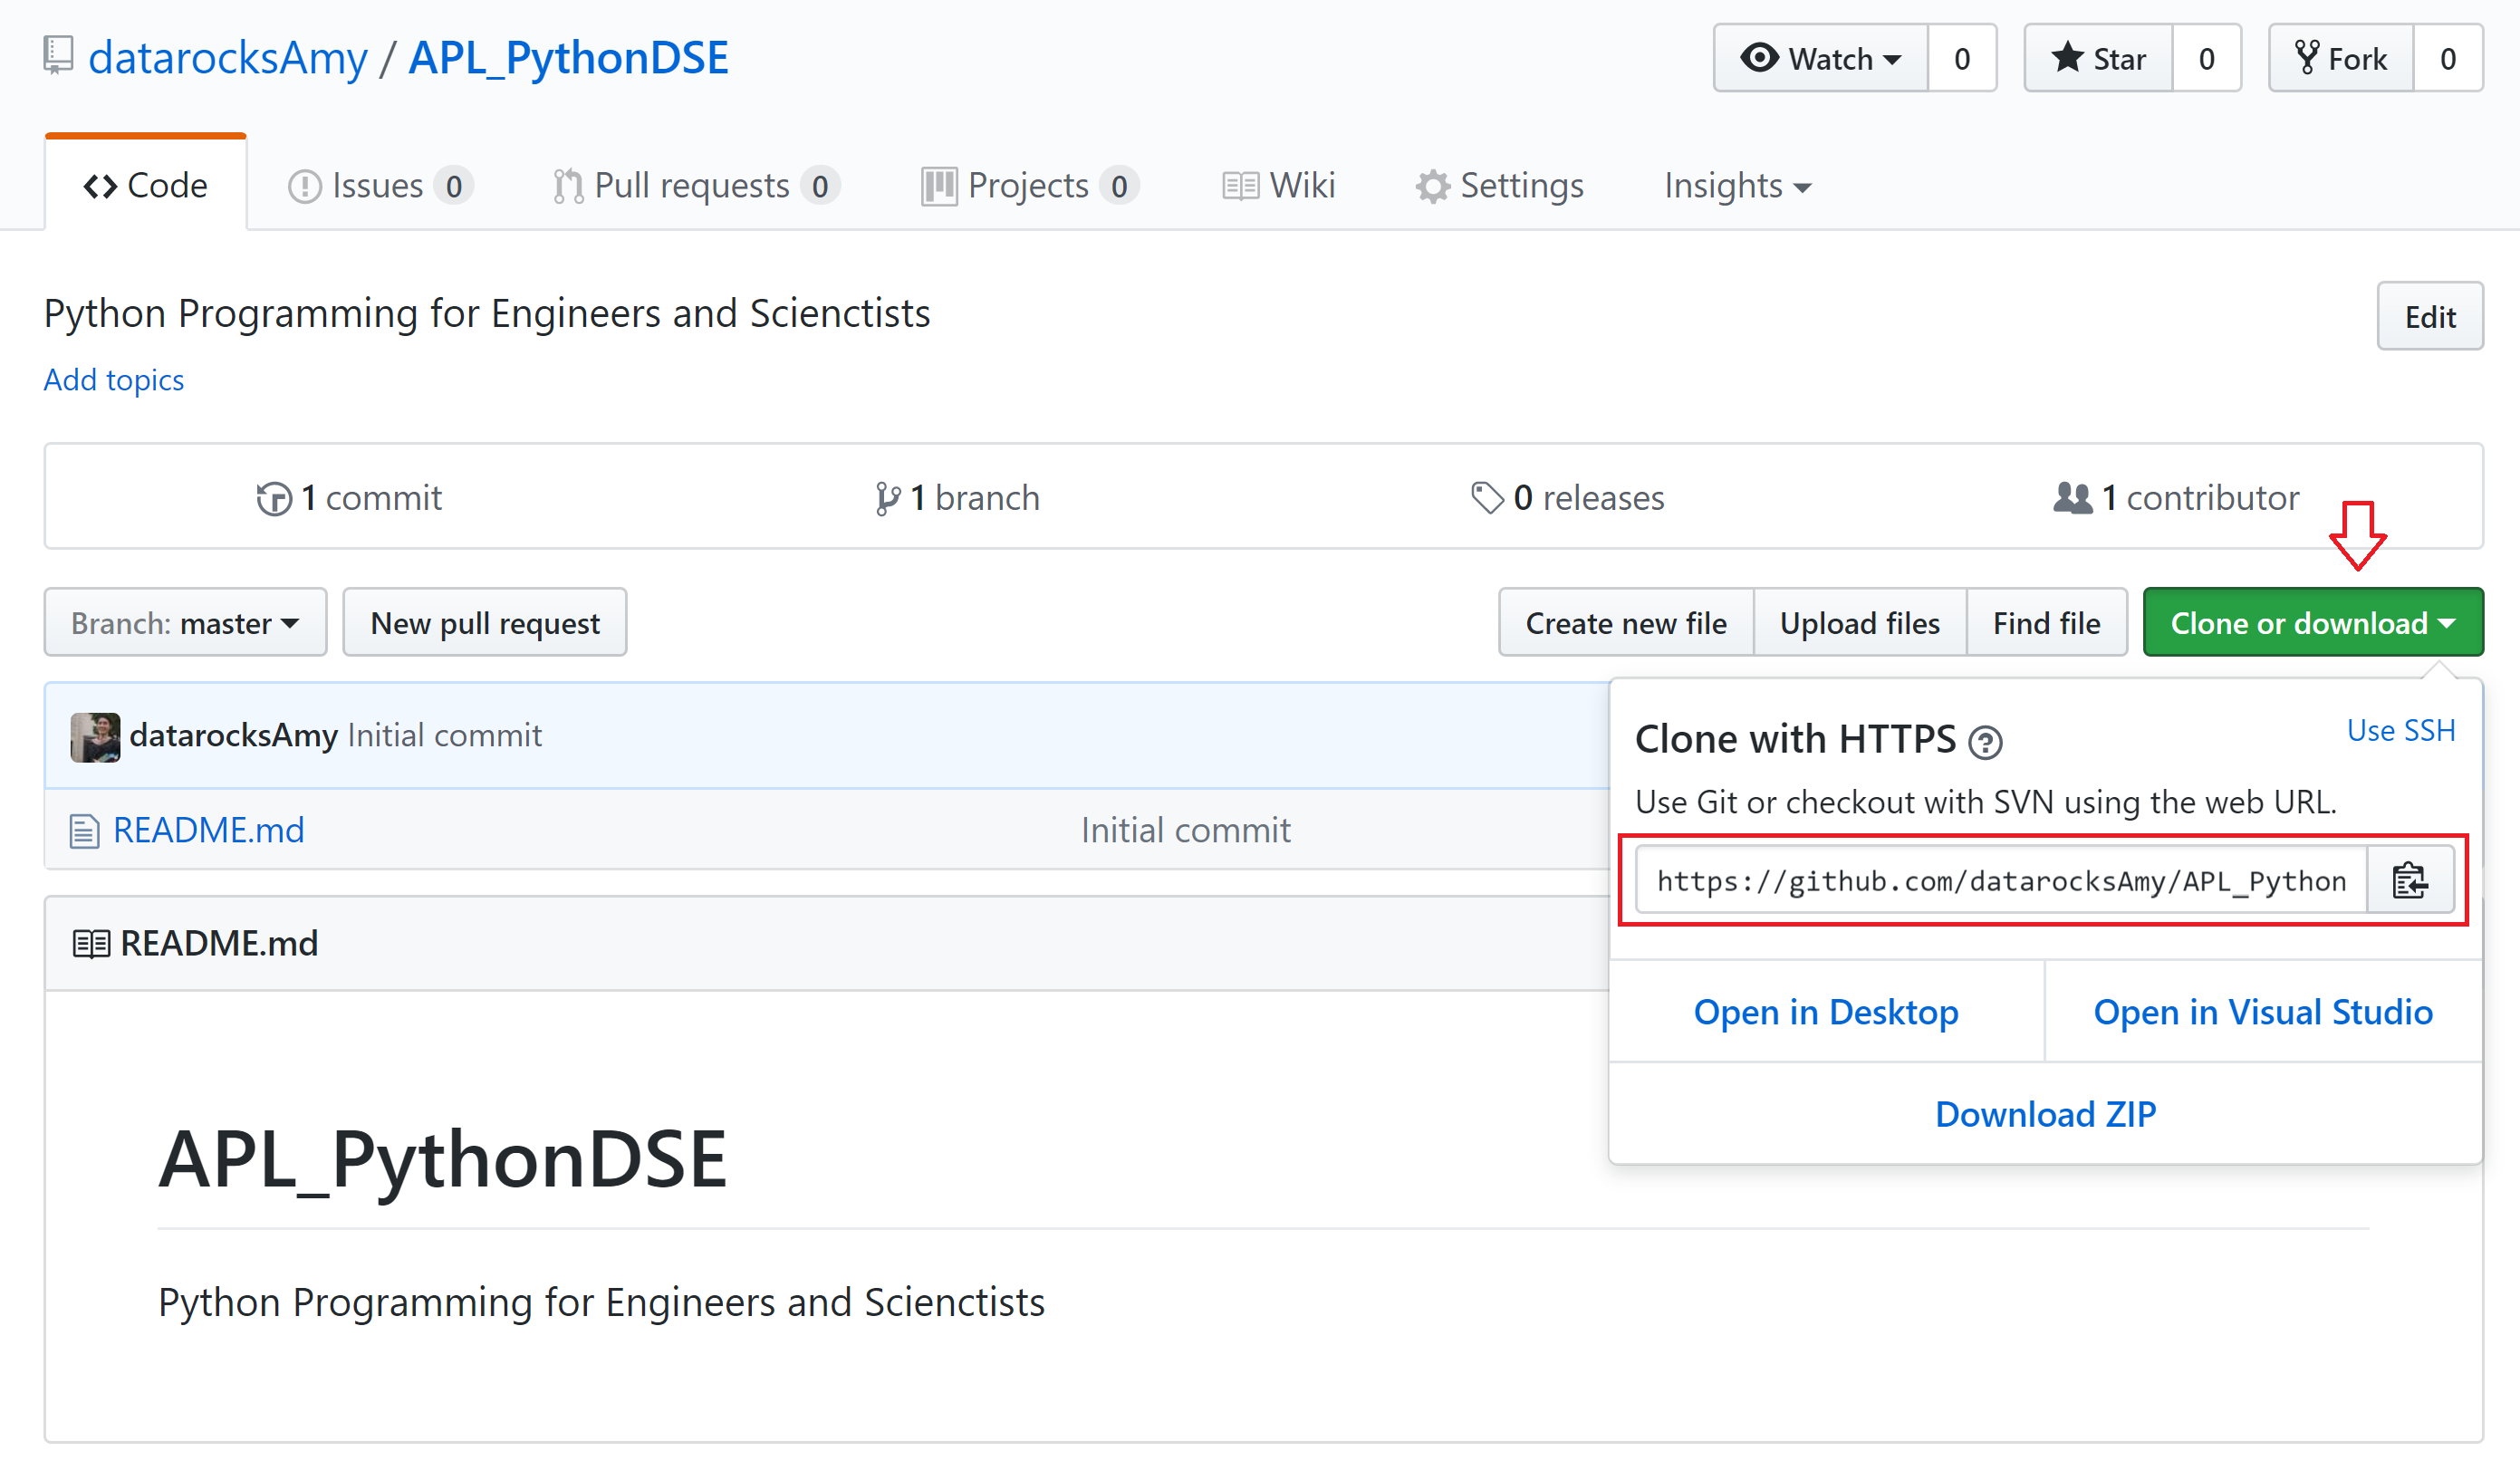 datarocksAmy / APL_PythonDSE
Watch 0 Star 0 Fork 0
Code Issues 0 Pull requests 0 Projects 0 Wiki Settings Insights
Python Programming for Engineers and Scienctists
Edit
Add topics
1 commit 1 branch 0 releases 1 contributor
Branch: master New pull request Create new file Upload files Find file Clone or download
datarocksAmy Initial commit
README.md Initial commit
Clone with HTTPS ?
Use SSH
Use Git or checkout with SVN using the web URL.
https://github.com/datarocksAmy/APL_Python
Open in Desktop Open in Visual Studio
Download ZIP
README.md
APL_PythonDSE
Python Programming for Engineers and Scienctists